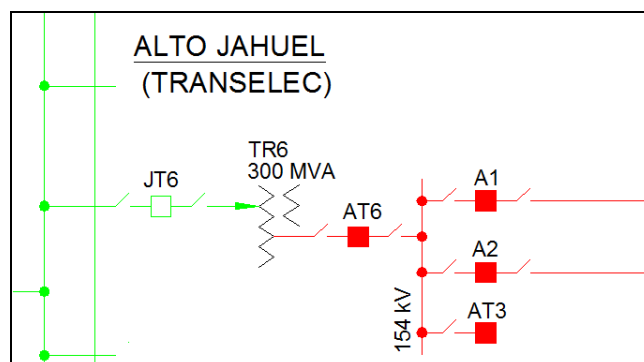 ALTO JAHUEL
(TRANSELEC)
TR6
300 MVA
JT6
AT6
A1
A2
AT3
154 kV